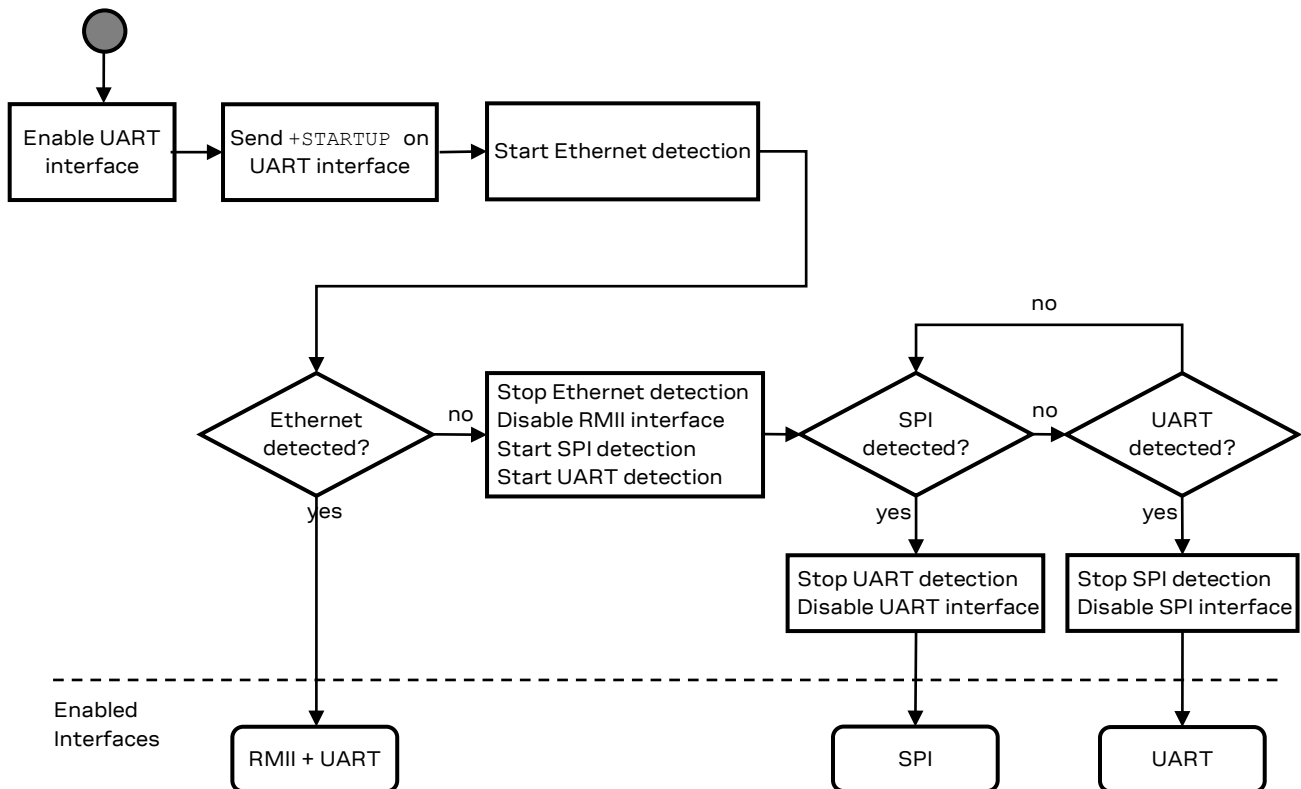 Enable UART
interface
Send +STARTUP on
UART interface
Start Ethernet detection
no
Ethernet
detected?
no
Stop Ethernet detection
Disable RMII interface
Start SPI detection
Start UART detection
SPI
detected?
no
UART
detected?
yes
yes
yes
Stop UART detection
Disable UART interface
Stop SPI detection
Disable SPI interface
Enabled
Interfaces
RMII + UART
SPI
UART